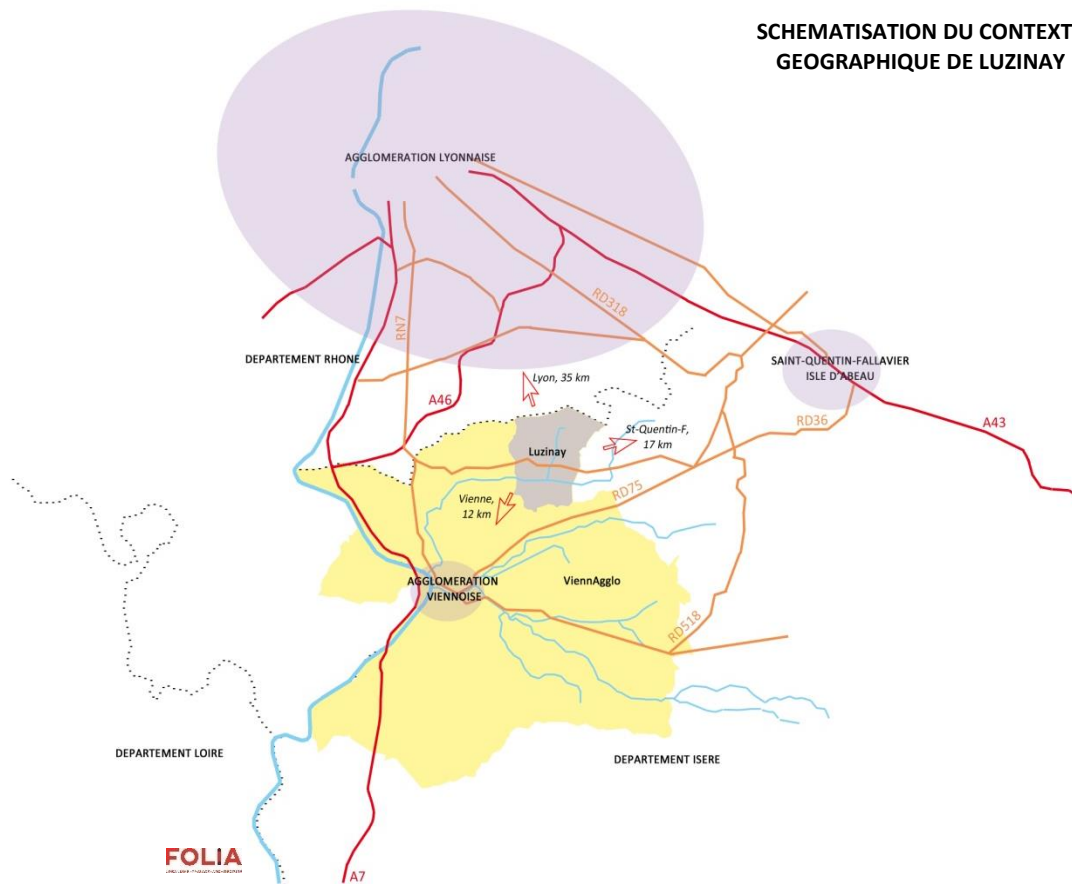 SCHEMATISATION DU CONTEXT
GEOGRAPHIQUE DE LUZINAY
AGGLOMERATION LYONNAISE
RD318
RN7
DEPARTEMENT RHONE
SAINT-QUENTIN-FALLAVIER
ISLE D'ABEAU
Lyon, 35 km
A46
RD36
A43
St-Quentin-F,
17 km
Luzinay
RD75
Vienne,
12 km
AGGLOMERATION
VIENNOISE
ViennAgglo
RD518
DEPARTEMENT LOIRE
DEPARTEMENT ISERE
FOLIA
A7